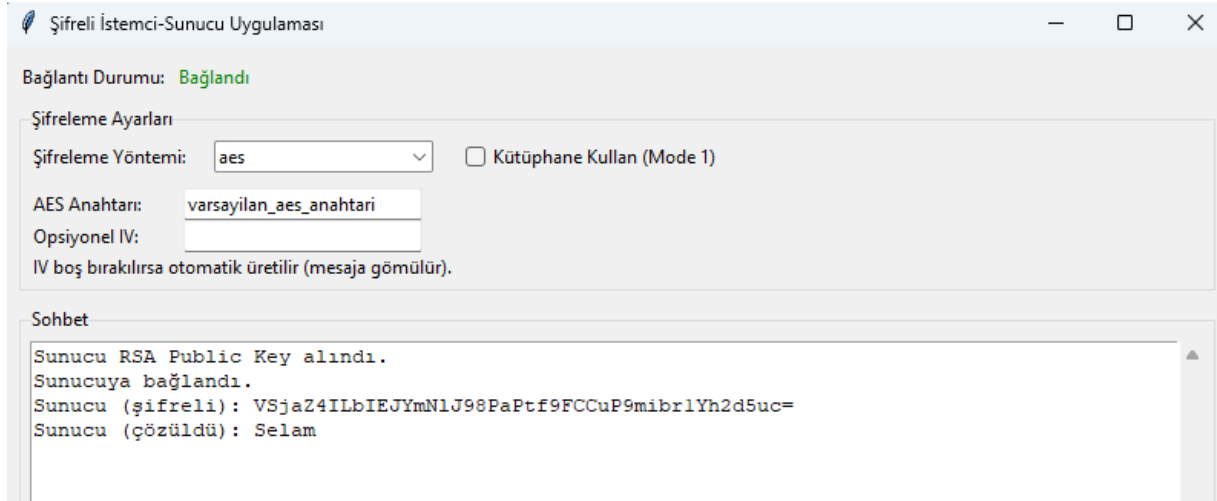 Şifreli İstemci-Sunucu Uygulaması
Bağlantı Durumu: Bağlandı
Şifreleme Ayarları
Şifreleme Yöntemi: aes Kütüphane Kullan (Mode 1)
AES Anahtarı: varsayilan_aes_anahtari
Opsiyonel IV:
IV boş bırakılırsa otomatik üretilir (mesaja gömülür).
Sohbet
Sunucu RSA Public Key alındı.
Sunucuya bağlandı.
Sunucu (şifreli): VSjaZ4ILbIEJYmNlJ98PaPtf9FCCuP9mibrlYh2d5uc=
Sunucu (çözüldü): Selam